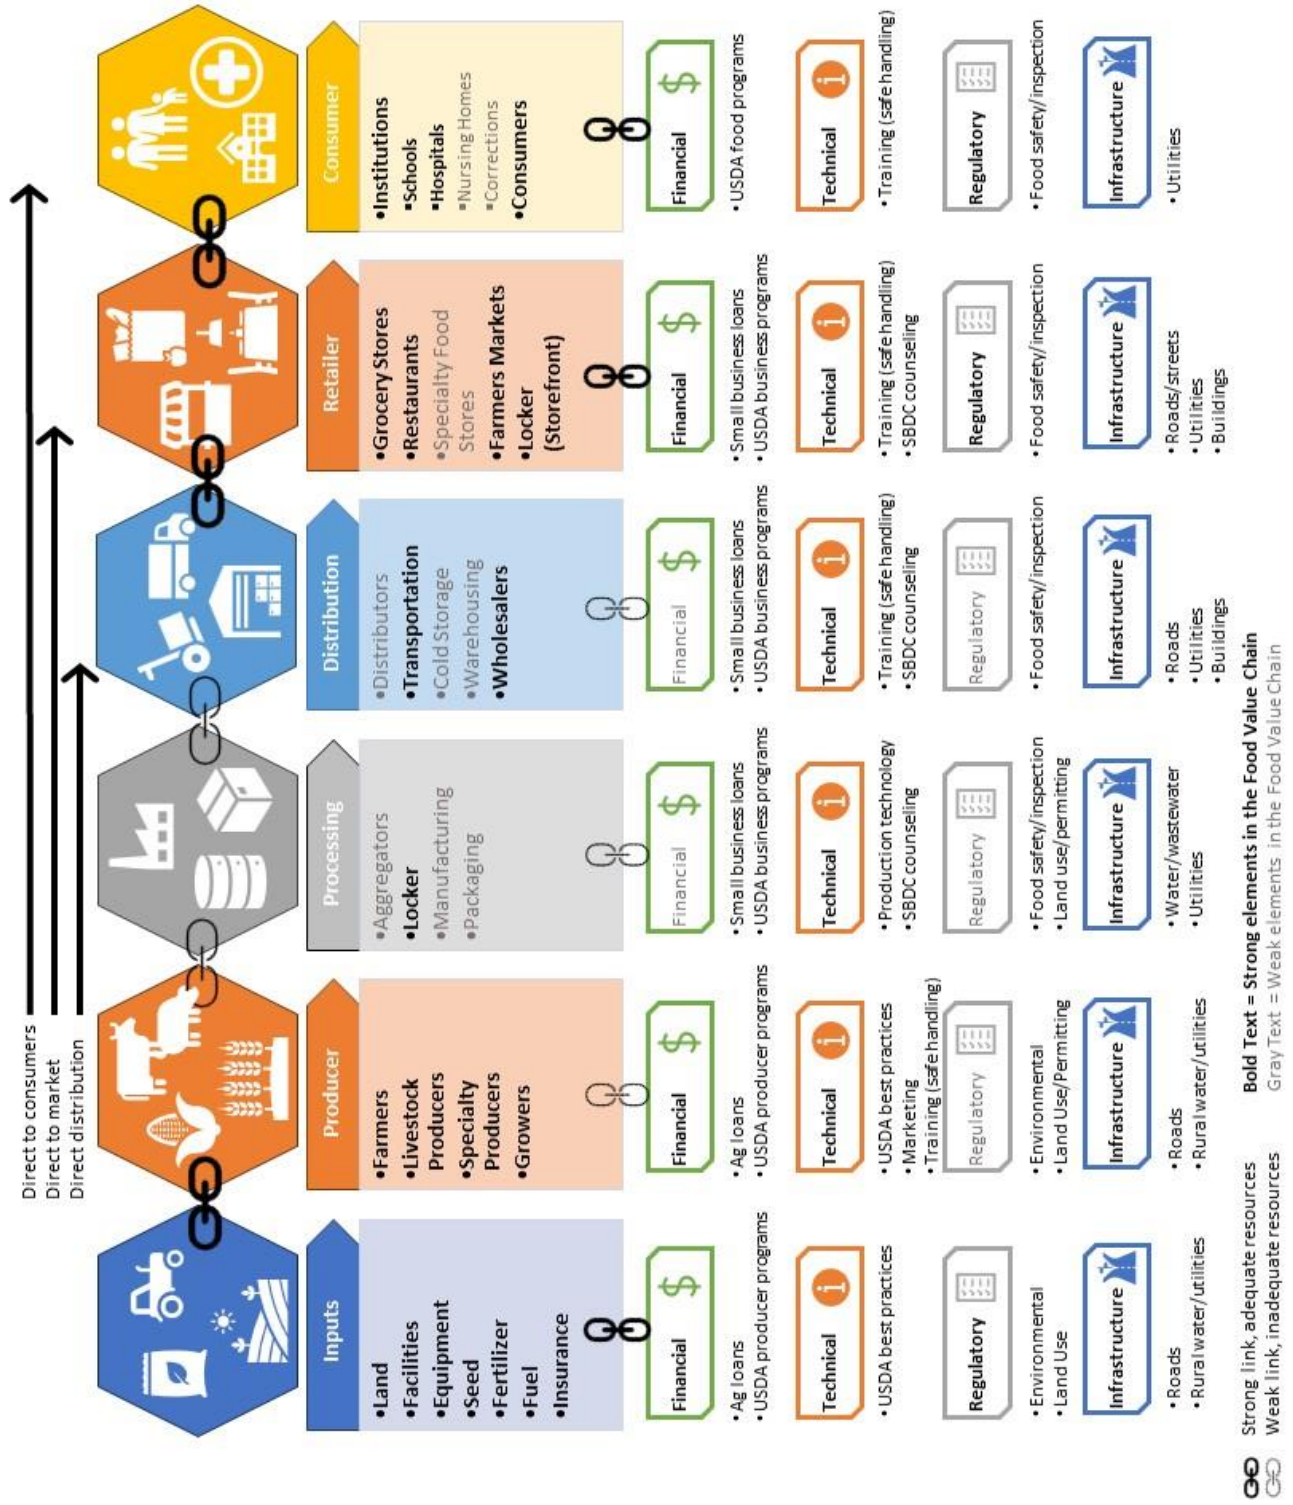 Direct to consumers
Direct to market
Direct distribution
Inputs
•Land
•Facilities
•Equipment
•Seed
•Fertilizer
•Fuel
•Insurance
Financial $
• Ag loans
• USDA producer programs
Technical i
• USDA best practices
Regulatory
• Environmental
• Land Use
Infrastructure
• Roads
• Rural water/utilities
Producer
•Farmers
•Livestock
Producers
•Specialty
Producers
•Growers
Financial $
• Ag loans
• USDA producer programs
Technical i
• USDA best practices
• Marketing
• Training (safe handling)
Regulatory
• Environmental
• Land Use/Permitting
Infrastructure
• Roads
• Rural water/utilities
Processing
•Aggregators
•Locker
•Manufacturing
•Packaging
Financial $
• Small business loans
• USDA business programs
Technical i
• Production technology
• SBDC counseling
Regulatory
• Food safety/inspection
• Land use/permitting
Infrastructure
• Water/wastewater
• Utilities
Distribution
•Distributors
•Transportation
•Cold Storage
•Warehousing
•Wholesalers
Financial $
• Small business loans
• USDA business programs
Technical i
• Training (safe handling)
• SBDC counseling
Regulatory
• Food safety/inspection
Infrastructure
• Roads
• Utilities
• Buildings
Retailer
•Grocery Stores
•Restaurants
•Specialty Food
Stores
•Farmers Markets
•Locker
(Storefront)
Financial $
• Small business loans
• USDA business programs
Technical i
• Training (safe handling)
• SBDC counseling
Regulatory
• Food safety/inspection
Infrastructure
• Roads/streets
• Utilities
• Buildings
Consumer
•Institutions
▪Schools
▪Hospitals
▪Nursing Homes
▪Corrections
•Consumers
Financial $
• USDA food programs
Technical i
• Training (safe handling)
Regulatory
• Food safety/inspection
Infrastructure
• Utilities
Strong link, adequate resources
Weak link, inadequate resources
Bold Text = Strong elements in the Food Value Chain
Gray Text = Weak elements in the Food Value Chain